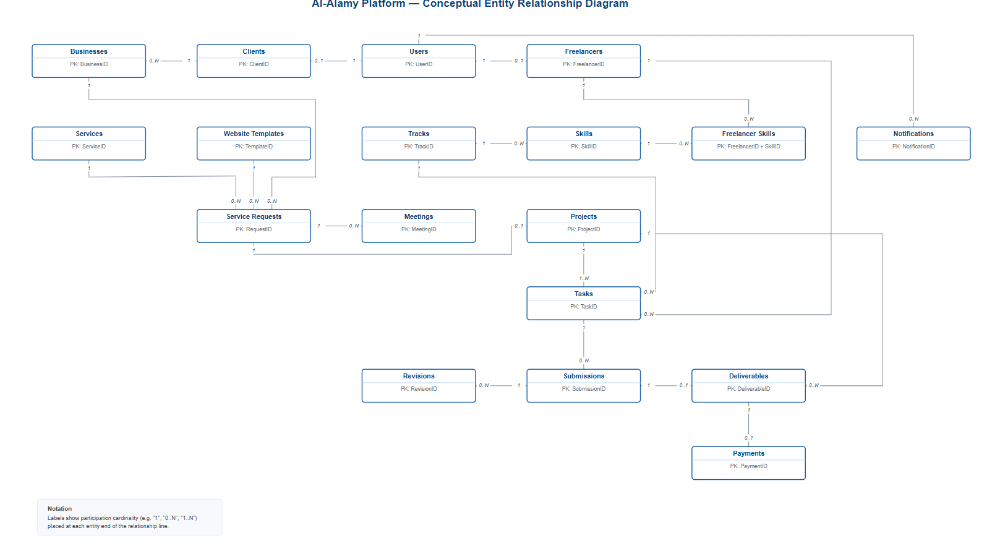 Al-Alamy Platform — Conceptual Entity Relationship Diagram
1
Businesses
PK: BusinessID
0..N
1
Clients
PK: ClientID
0..1
1
Users
PK: UserID
1
0..1
Freelancers
PK: FreelancerID
1
1
1
0..N
0..N
Services
PK: ServiceID
Website Templates
PK: TemplateID
Tracks
PK: TrackID
1
0..N
Skills
PK: SkillID
1
0..N
Freelancer Skills
PK: FreelancerID + SkillID
Notifications
PK: NotificationID
1
1
1
0..N
0..N
0..N
Service Requests
PK: RequestID
1
0..N
Meetings
PK: MeetingID
0..1
Projects
PK: ProjectID
1
1
1
1..N
Tasks
PK: TaskID
0..N
0..N
1
0..N
Revisions
PK: RevisionID
0..N
1
Submissions
PK: SubmissionID
1
0..1
Deliverables
PK: DeliverableID
0..N
1
0..1
Payments
PK: PaymentID
Notation
Labels show participation cardinality (e.g. "1", "0..N", "1..N")
placed at each entity end of the relationship line.